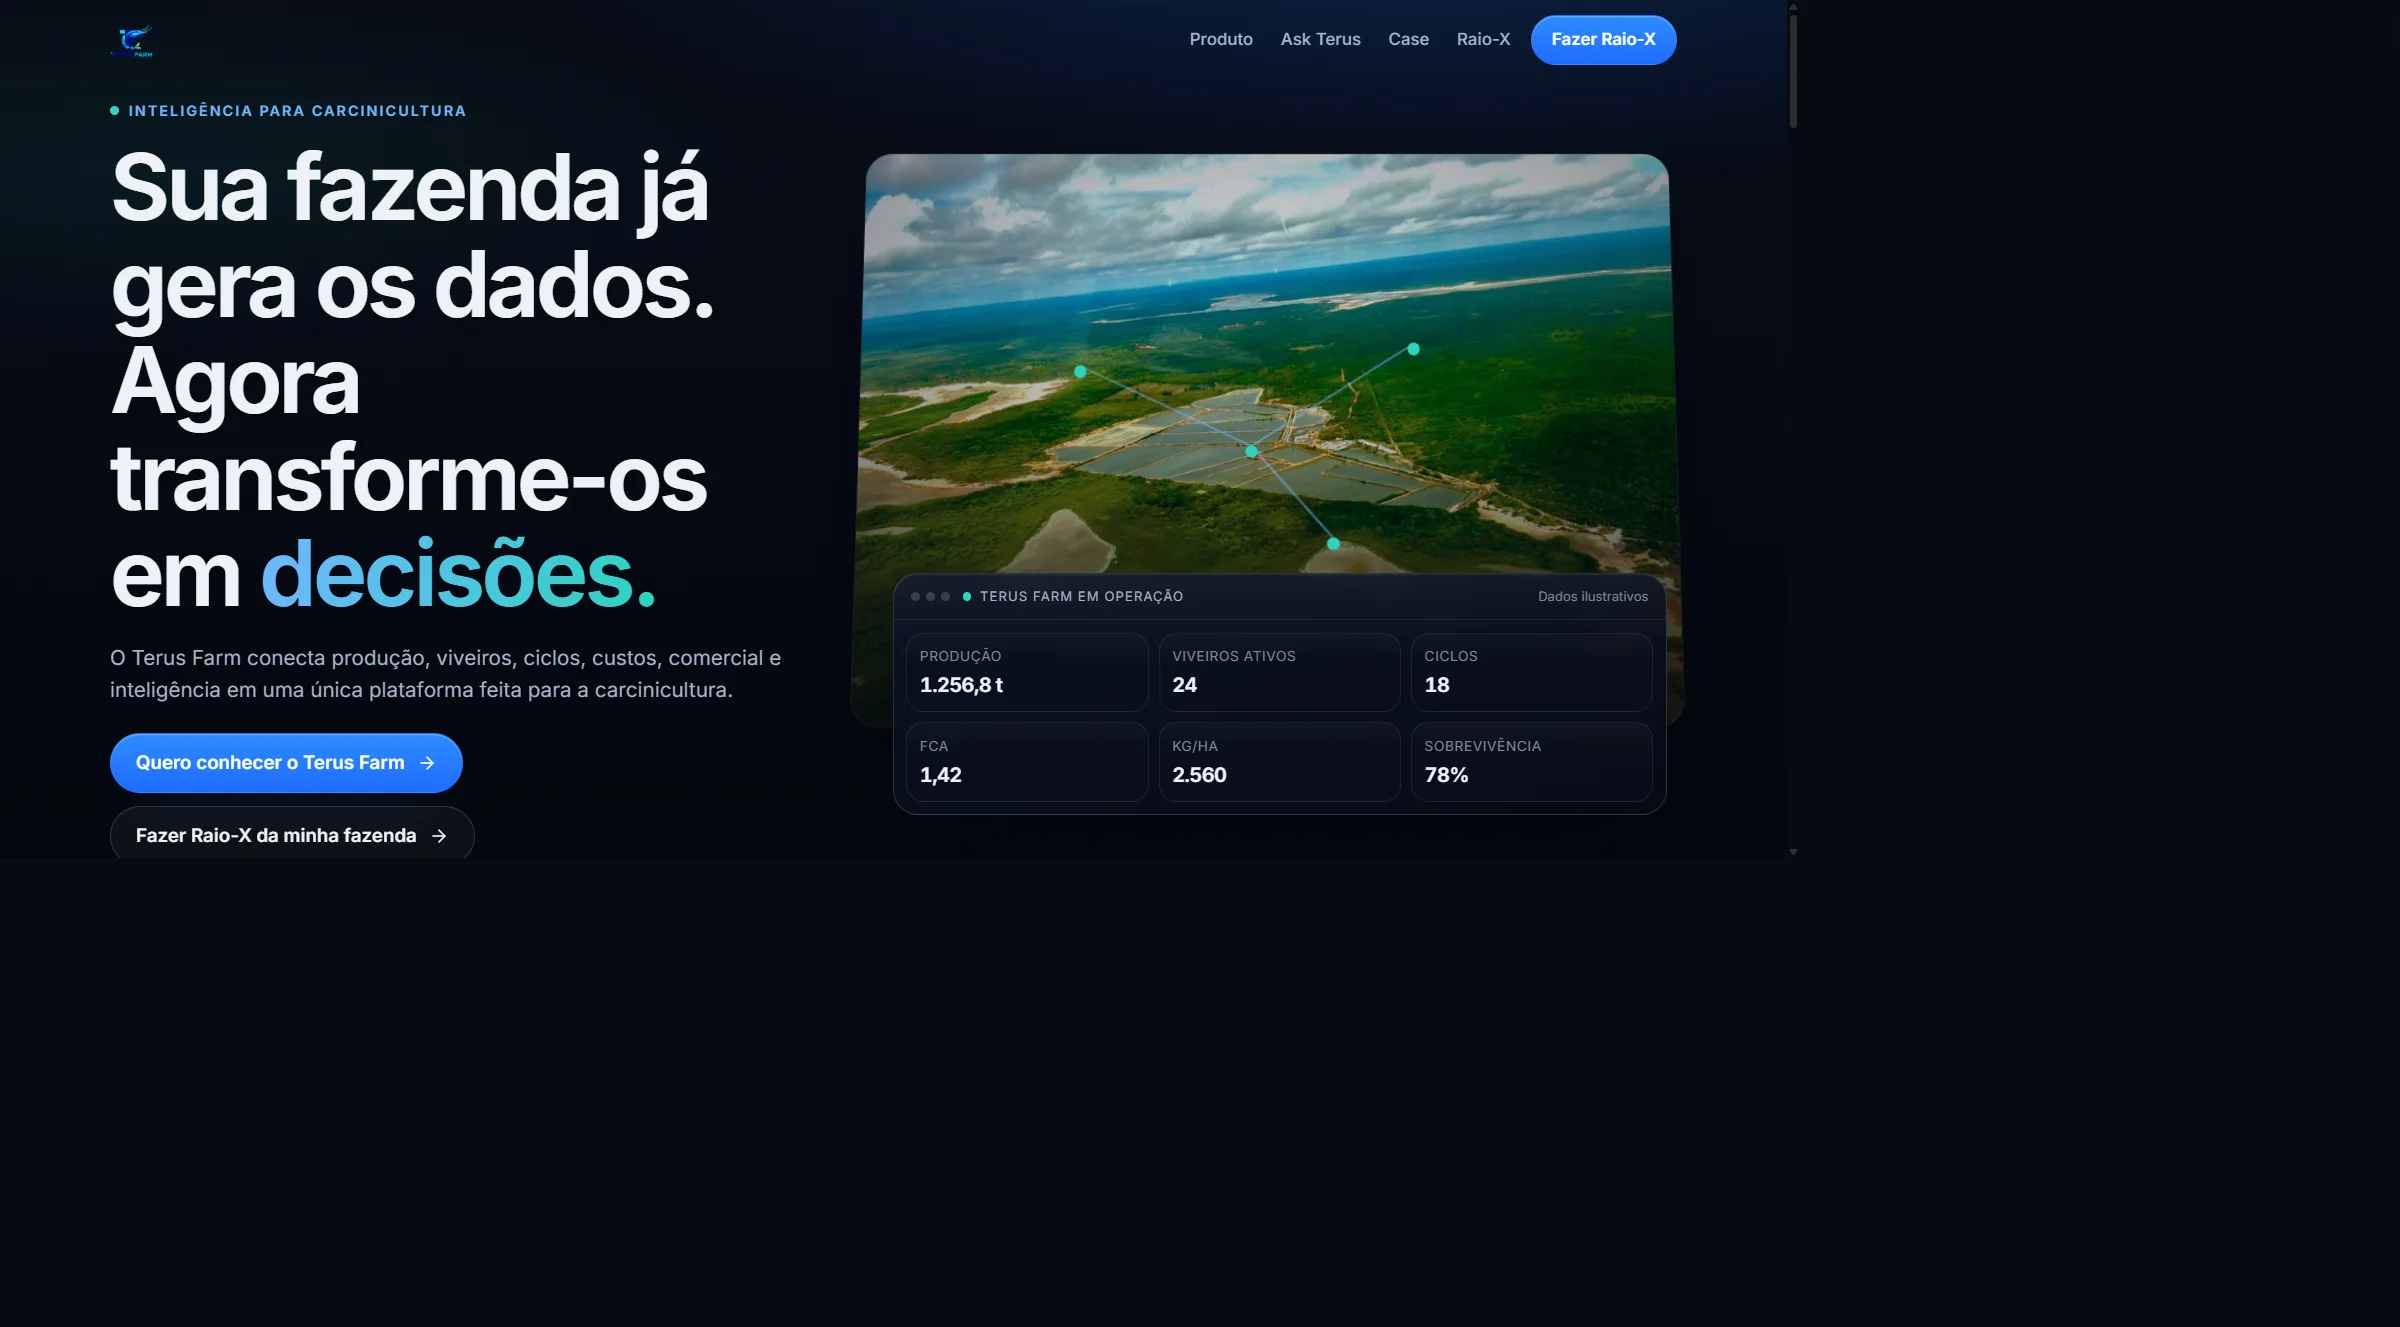 FARM
Produto
Ask Terus
Case
Raio-X
Fazer Raio-X
INTELIGÊNCIA PARA CARCINICULTURA
Sua fazenda já
gera os dados.
Agora
transforme-os
em decisões.
O Terus Farm conecta produção, viveiros, ciclos, custos, comercial e
inteligência em uma única plataforma feita para a carcinicultura.
Quero conhecer o Terus Farm
Fazer Raio-X da minha fazenda
TERUS FARM EM OPERAÇÃO
Dados ilustrativos
PRODUÇÃO
1.256,8 t
VIVEIROS ATIVOS
24
CICLOS
18
FCA
1,42
KG/HA
2.560
SOBREVIVÊNCIA
78%